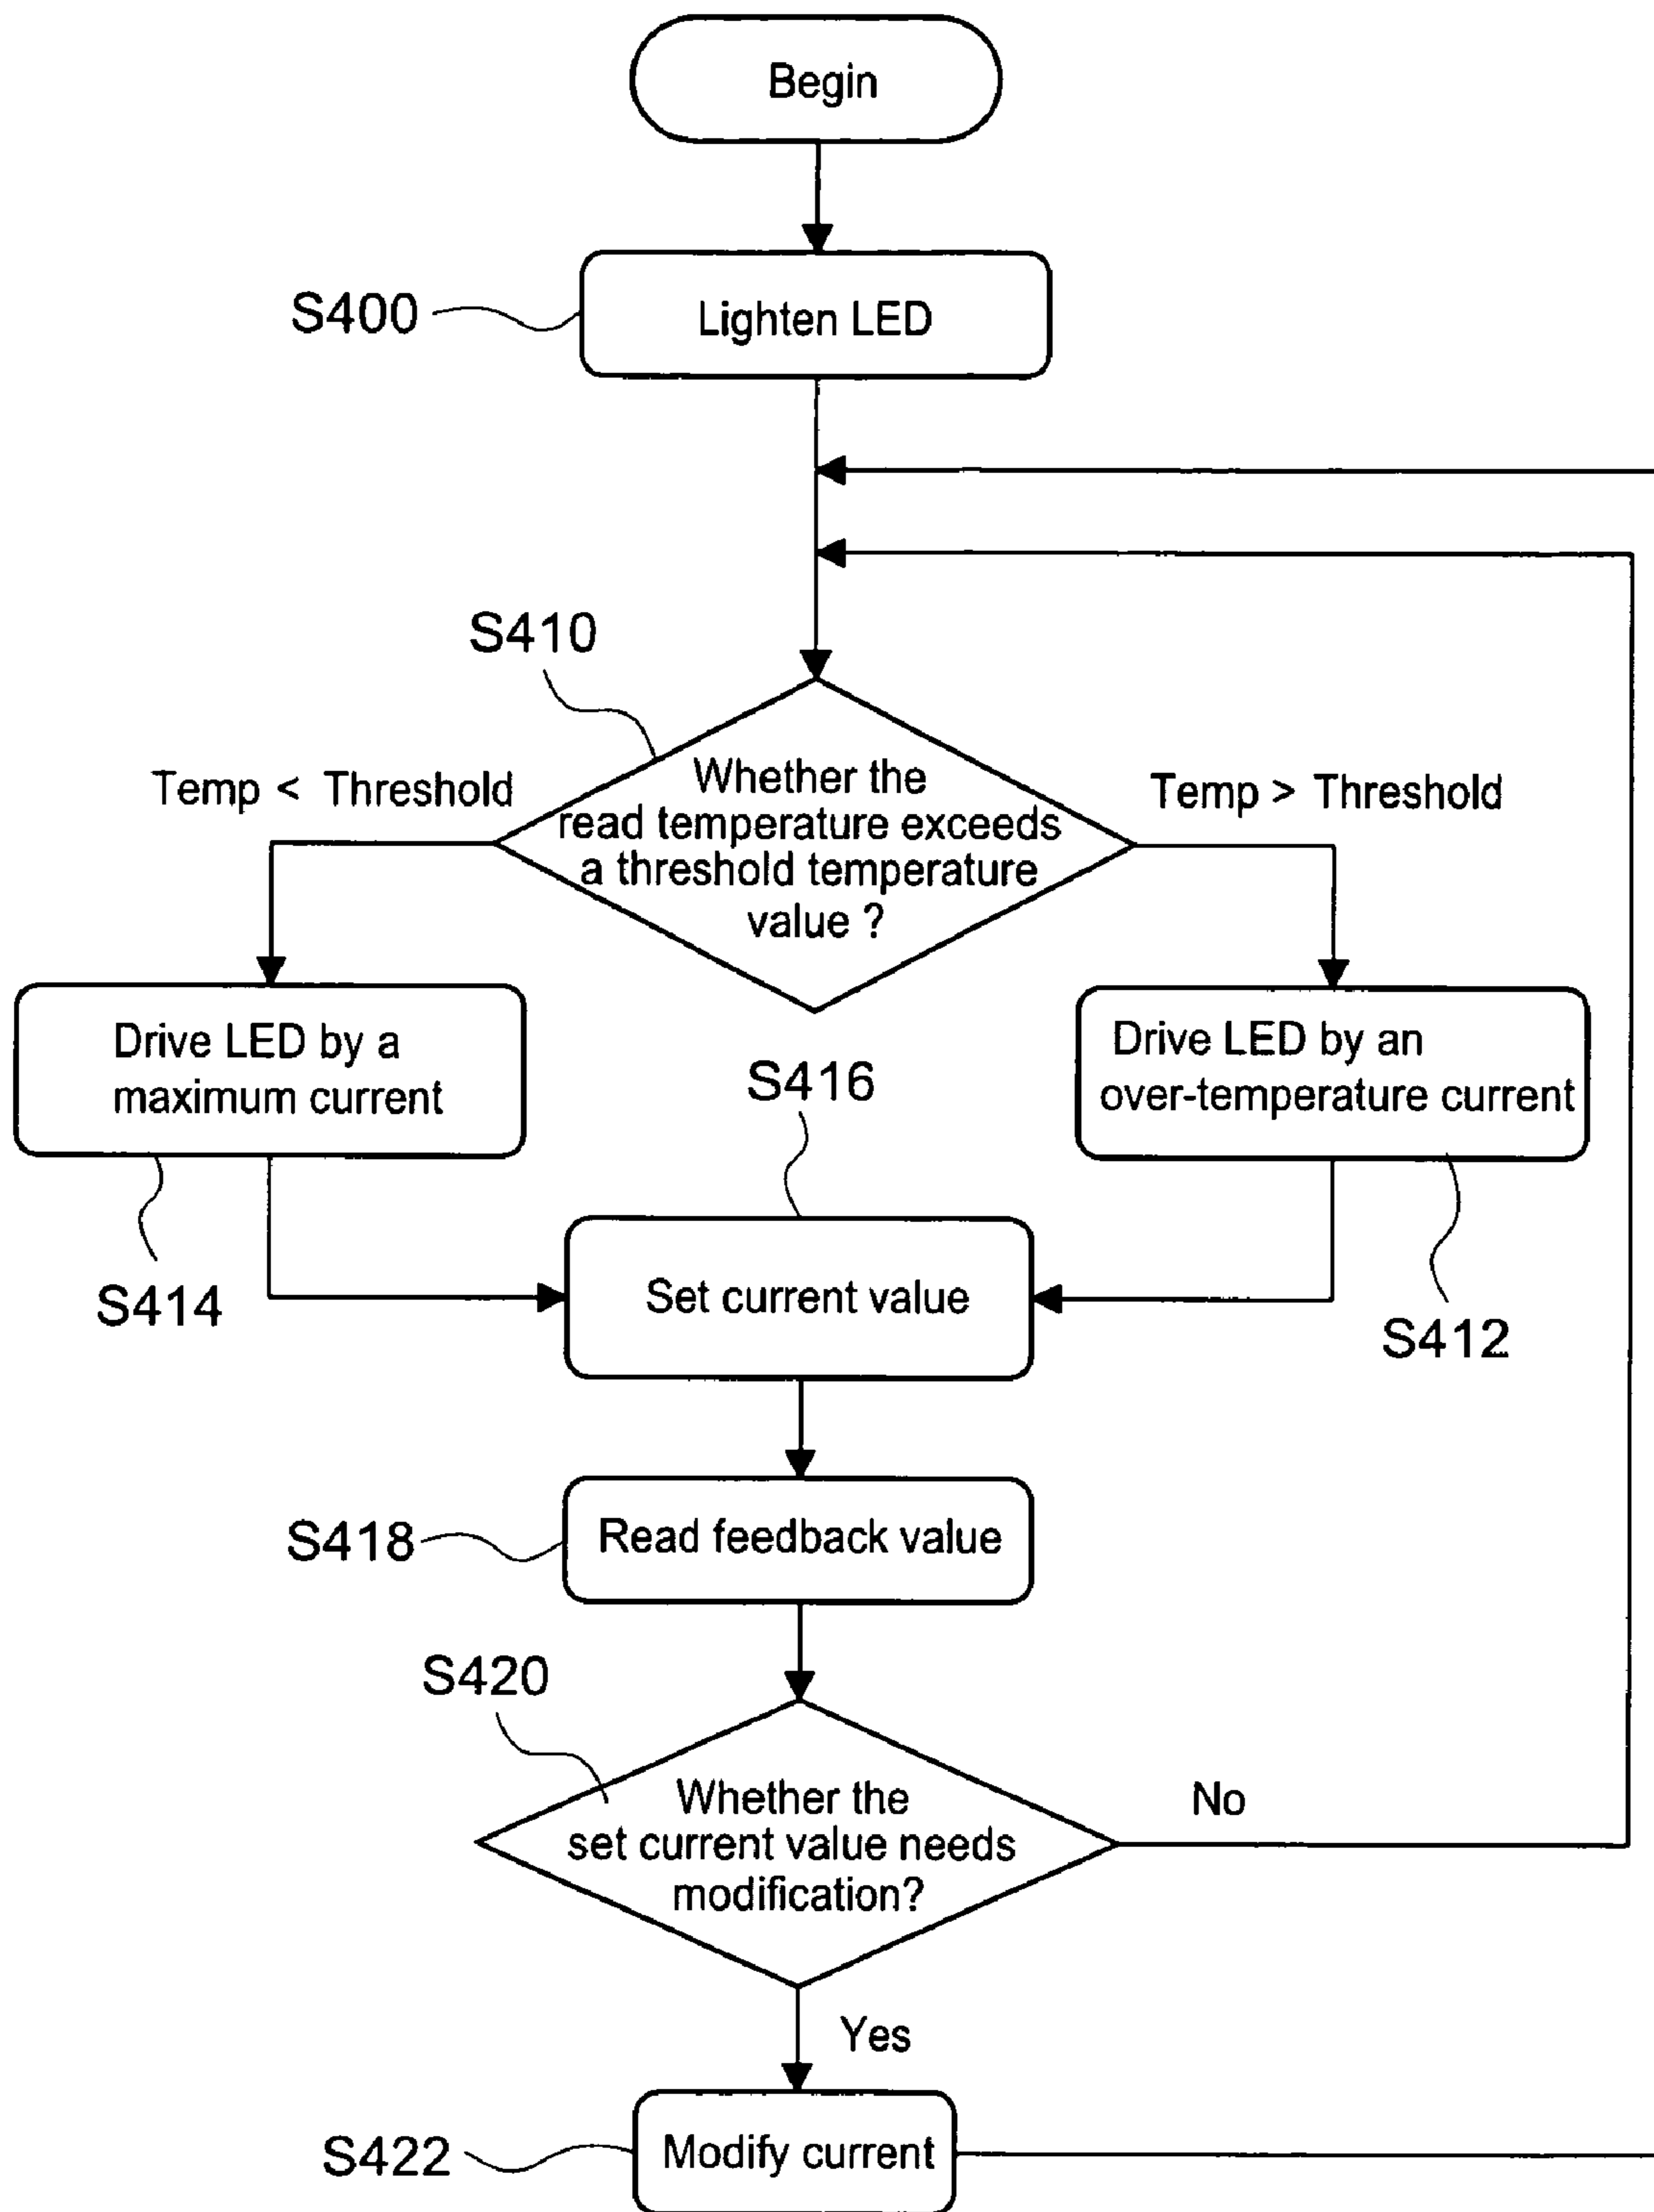 Begin
S400
Lighten LED
S410
Temp < Threshold
Whether the
read temperature exceeds
a threshold temperature
value ?
Temp > Threshold
Drive LED by a
maximum current
Drive LED by an
over-temperature current
S416
S414
Set current value
S412
S418
Read feedback value
S420
Whether the
set current value needs
modification?
No
Yes
S422
Modify current